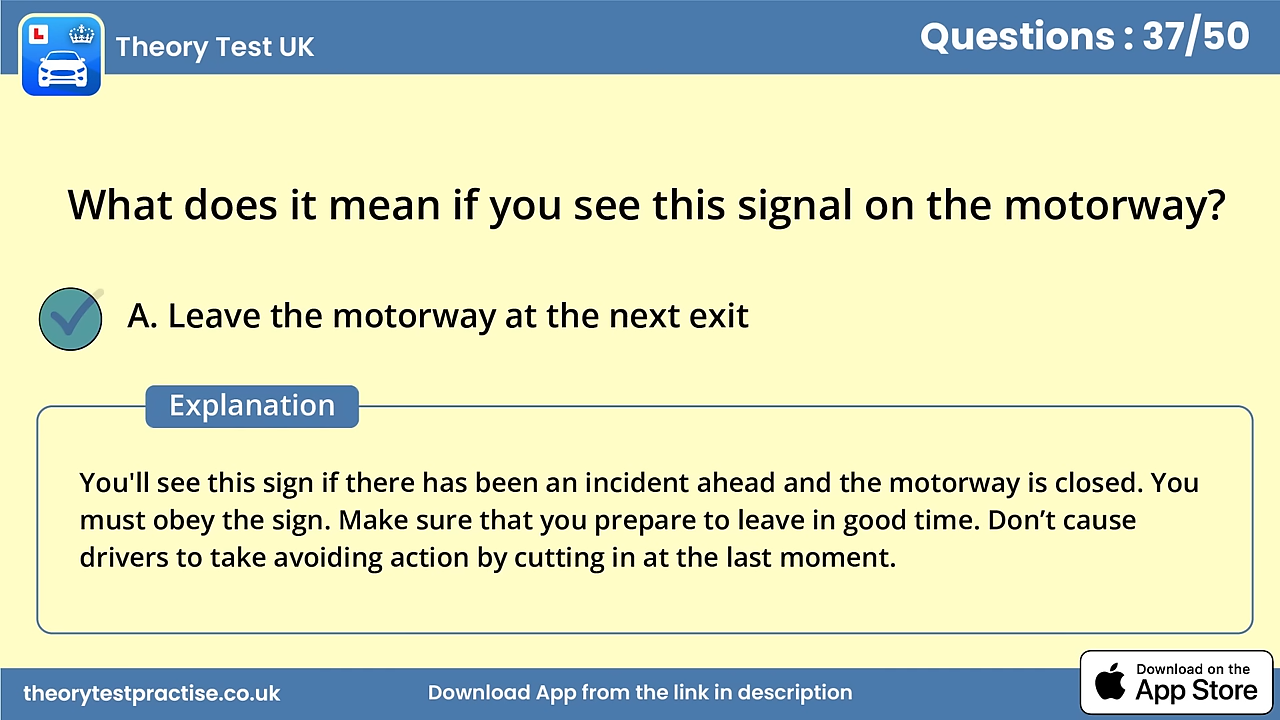 L
Theory Test UK
Questions : 37/50
What does it mean if you see this signal on the motorway?
A. Leave the motorway at the next exit
Explanation
You'll see this sign if there has been an incident ahead and the motorway is closed. You
must obey the sign. Make sure that you prepare to leave in good time. Don’t cause
drivers to take avoiding action by cutting in at the last moment.
theorytestpractise.co.uk
Download App from the link in description
Download on the
App Store